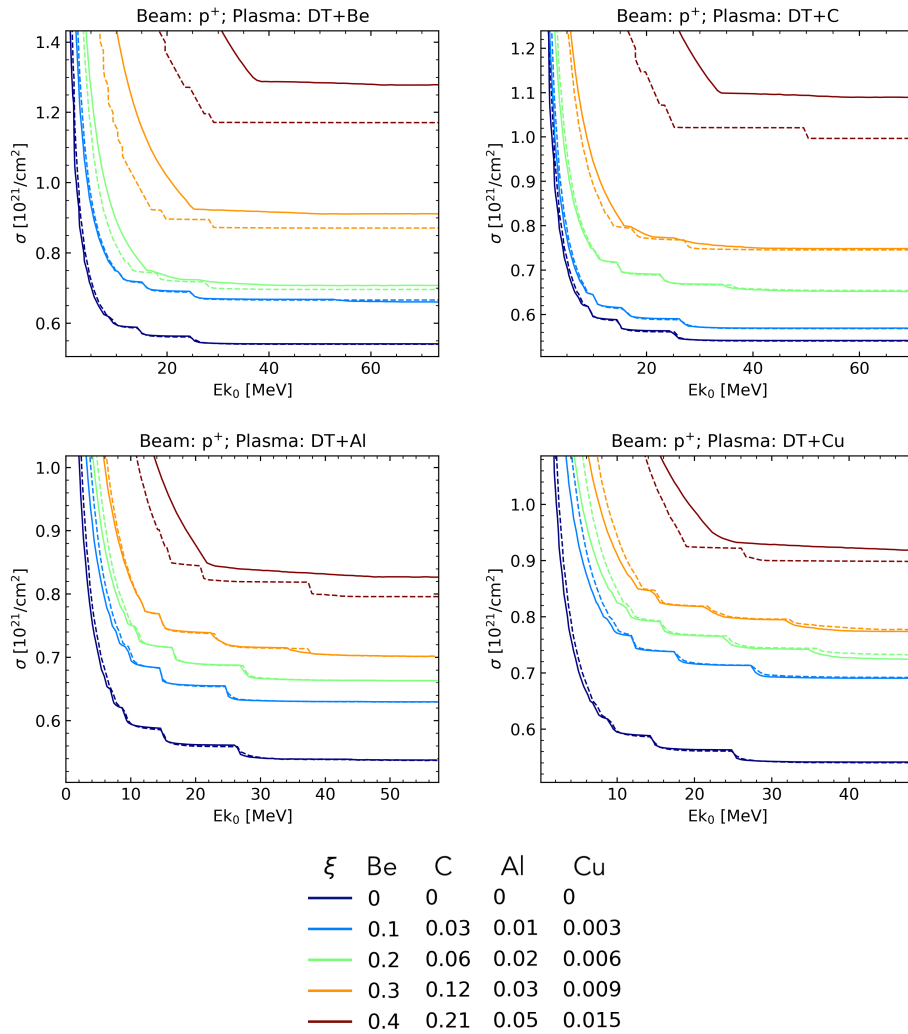 Beam: p⁺; Plasma: DT+Be
1.4
1.2
1.0
0.8
0.6
σ [10²¹/cm²]
20 40 60
Ek₀ [MeV]
Beam: p⁺; Plasma: DT+C
1.2
1.1
1.0
0.9
0.8
0.7
0.6
σ [10²¹/cm²]
20 40 60
Ek₀ [MeV]
Beam: p⁺; Plasma: DT+Al
1.0
0.9
0.8
0.7
0.6
σ [10²¹/cm²]
0 10 20 30 40 50
Ek₀ [MeV]
Beam: p⁺; Plasma: DT+Cu
1.0
0.9
0.8
0.7
0.6
σ [10²¹/cm²]
10 20 30 40
Ek₀ [MeV]
ξ Be C Al Cu
0 0 0 0
0.1 0.03 0.01 0.003
0.2 0.06 0.02 0.006
0.3 0.12 0.03 0.009
0.4 0.21 0.05 0.015